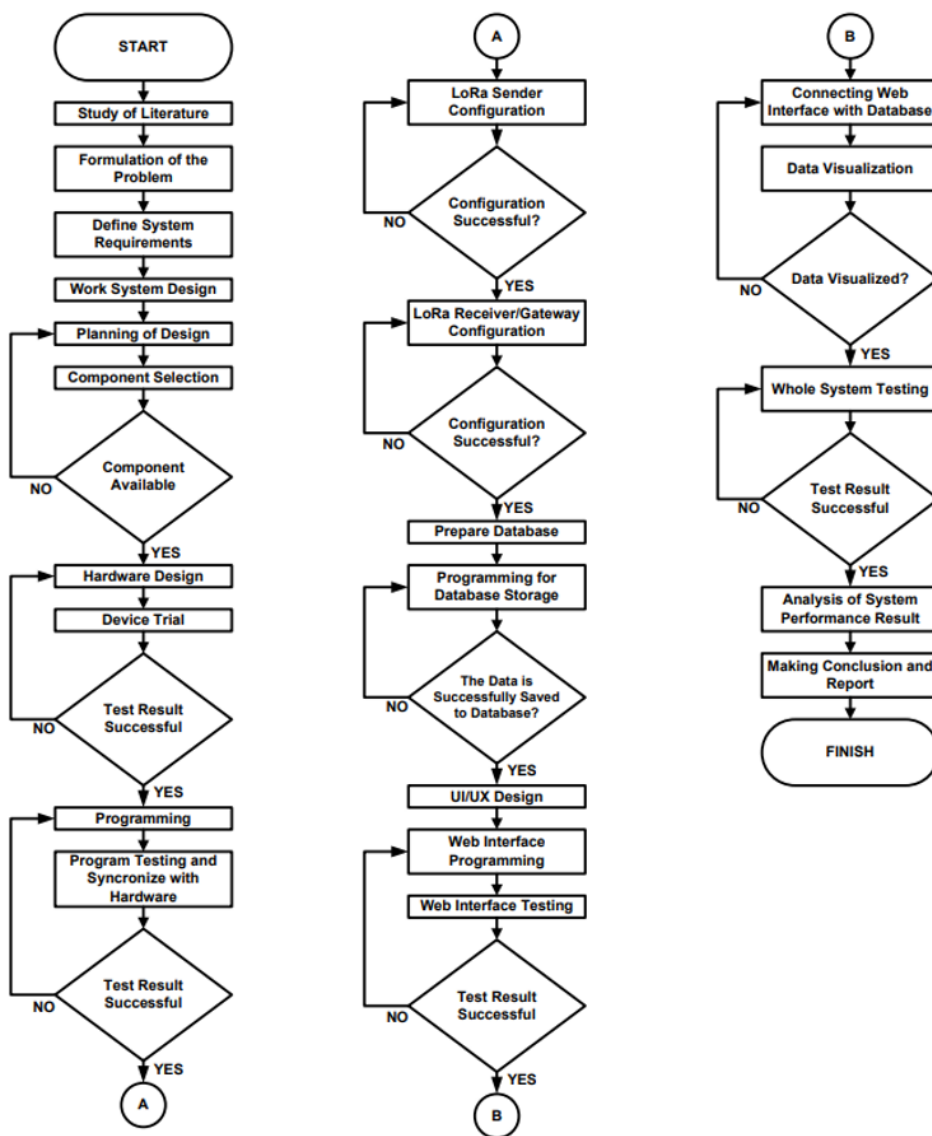 START
Study of Literature
Formulation of the
Problem
Define System
Requirements
Work System Design
Planning of Design
Component Selection
Component
Available
NO
YES
Hardware Design
Device Trial
Test Result
Successful
NO
YES
Programming
Program Testing and
Syncronize with
Hardware
Test Result
Successful
NO
YES
A
A
LoRa Sender
Configuration
Configuration
Successful?
NO
YES
LoRa Receiver/Gateway
Configuration
Configuration
Successful?
NO
YES
Prepare Database
Programming for
Database Storage
The Data is
Successfully Saved
to Database?
NO
YES
UI/UX Design
Web Interface
Programming
Web Interface Testing
Test Result
Successful
NO
YES
B
B
Connecting Web
Interface with Database
Data Visualization
Data Visualized?
NO
YES
Whole System Testing
Test Result
Successful
NO
YES
Analysis of System
Performance Result
Making Conclusion and
Report
FINISH